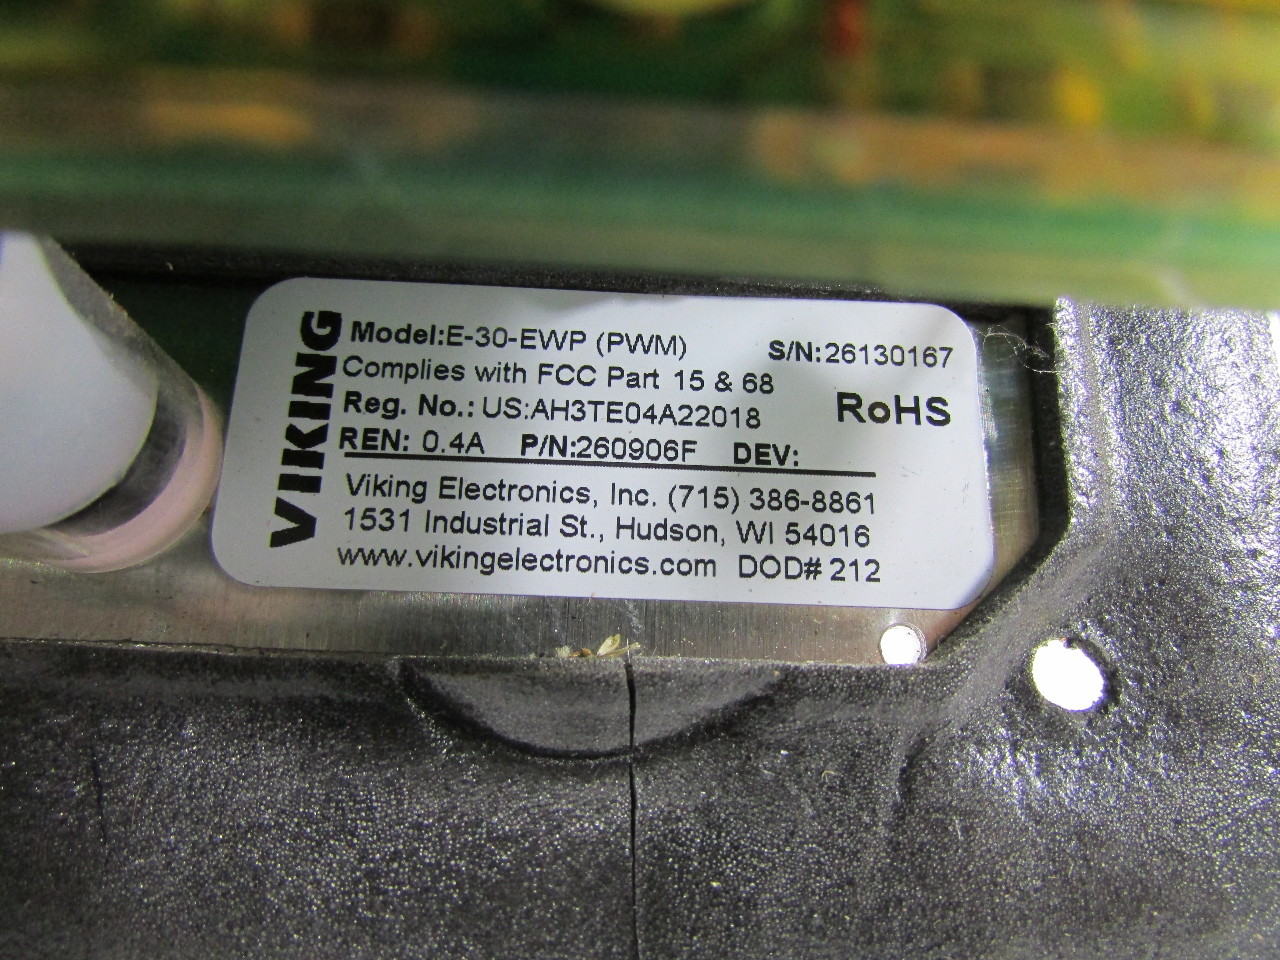 VIKING
Model:E-30-EWP (PWM) S/N:26130167
Complies with FCC Part 15 & 68
Reg. No.: US:AH3TE04A22018 RoHS
REN: 0.4A P/N:260906F DEV:
Viking Electronics, Inc. (715) 386-8861
1531 Industrial St., Hudson, WI 54016
www.vikingelectronics.com DOD# 212